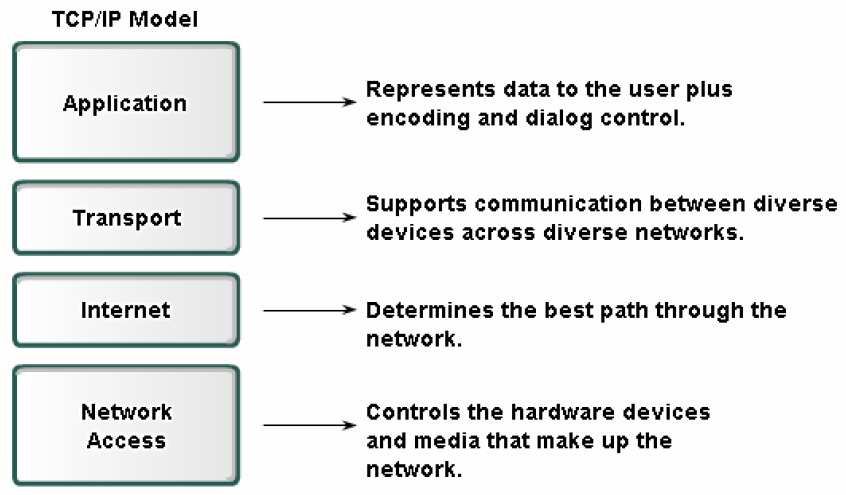 TCP/IP Model
Application
Represents data to the user plus
encoding and dialog control.
Transport
Supports communication between diverse
devices across diverse networks.
Internet
Determines the best path through the
network.
Network
Access
Controls the hardware devices
and media that make up the
network.